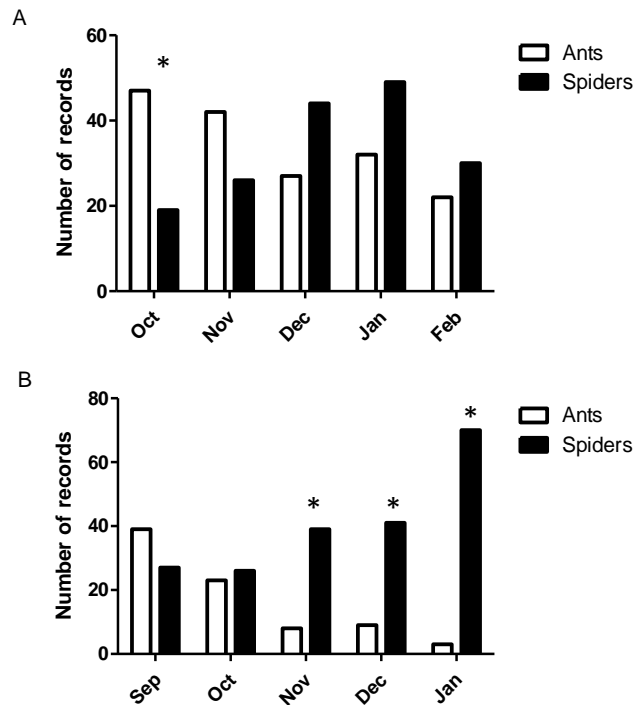 A
60
40
20
0
Number of records
*
Ants
Spiders
Oct Nov Dec Jan Feb
B
80
60
40
20
0
Number of records
* * *
Ants
Spiders
Sep Oct Nov Dec Jan